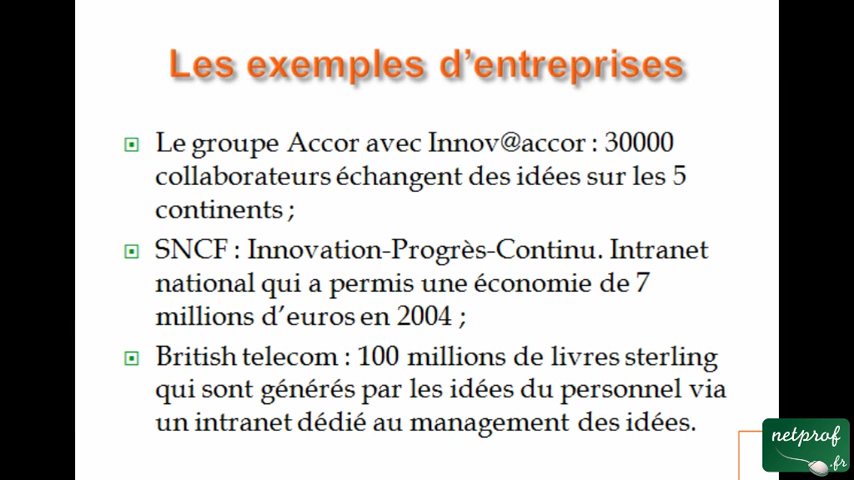 Les exemples d'entreprises
Le groupe Accor avec Innov@accor : 30000
collaborateurs échangent des idées sur les 5
continents ;
SNCF : Innovation-Progrès-Continu. Intranet
national qui a permis une économie de 7
millions d'euros en 2004 ;
British telecom : 100 millions de livres sterling
qui sont générés par les idées du personnel via
un intranet dédié au management des idées.
netprof
.fr